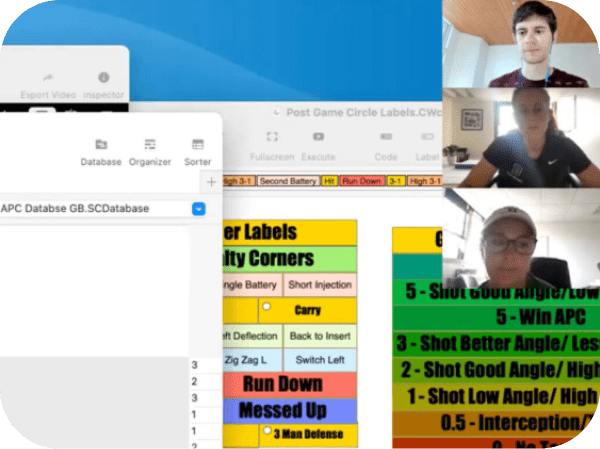 Export Video Inspector
Post Game Circle Labels.CWc
Fullscreen Execute Code Label
Database Organizer Sorter
High 3-1 Second Battery Hit Run Down 3-1 High 3-1
APC Databse GB.SCDatabase
er Labels
lty Corners
ngle Battery Short Injection
Carry
ft Deflection Back to Insert
Zig Zag L Switch Left
Run Down
Messed Up
3 Man Defense
G
5 - Shot Good Angle/Low
5 - Win APC
3 - Shot Better Angle/ Les
2 - Shot Good Angle/ High
1 - Shot Low Angle/ High
0.5 - Interception/
3
2
3
1
1
2